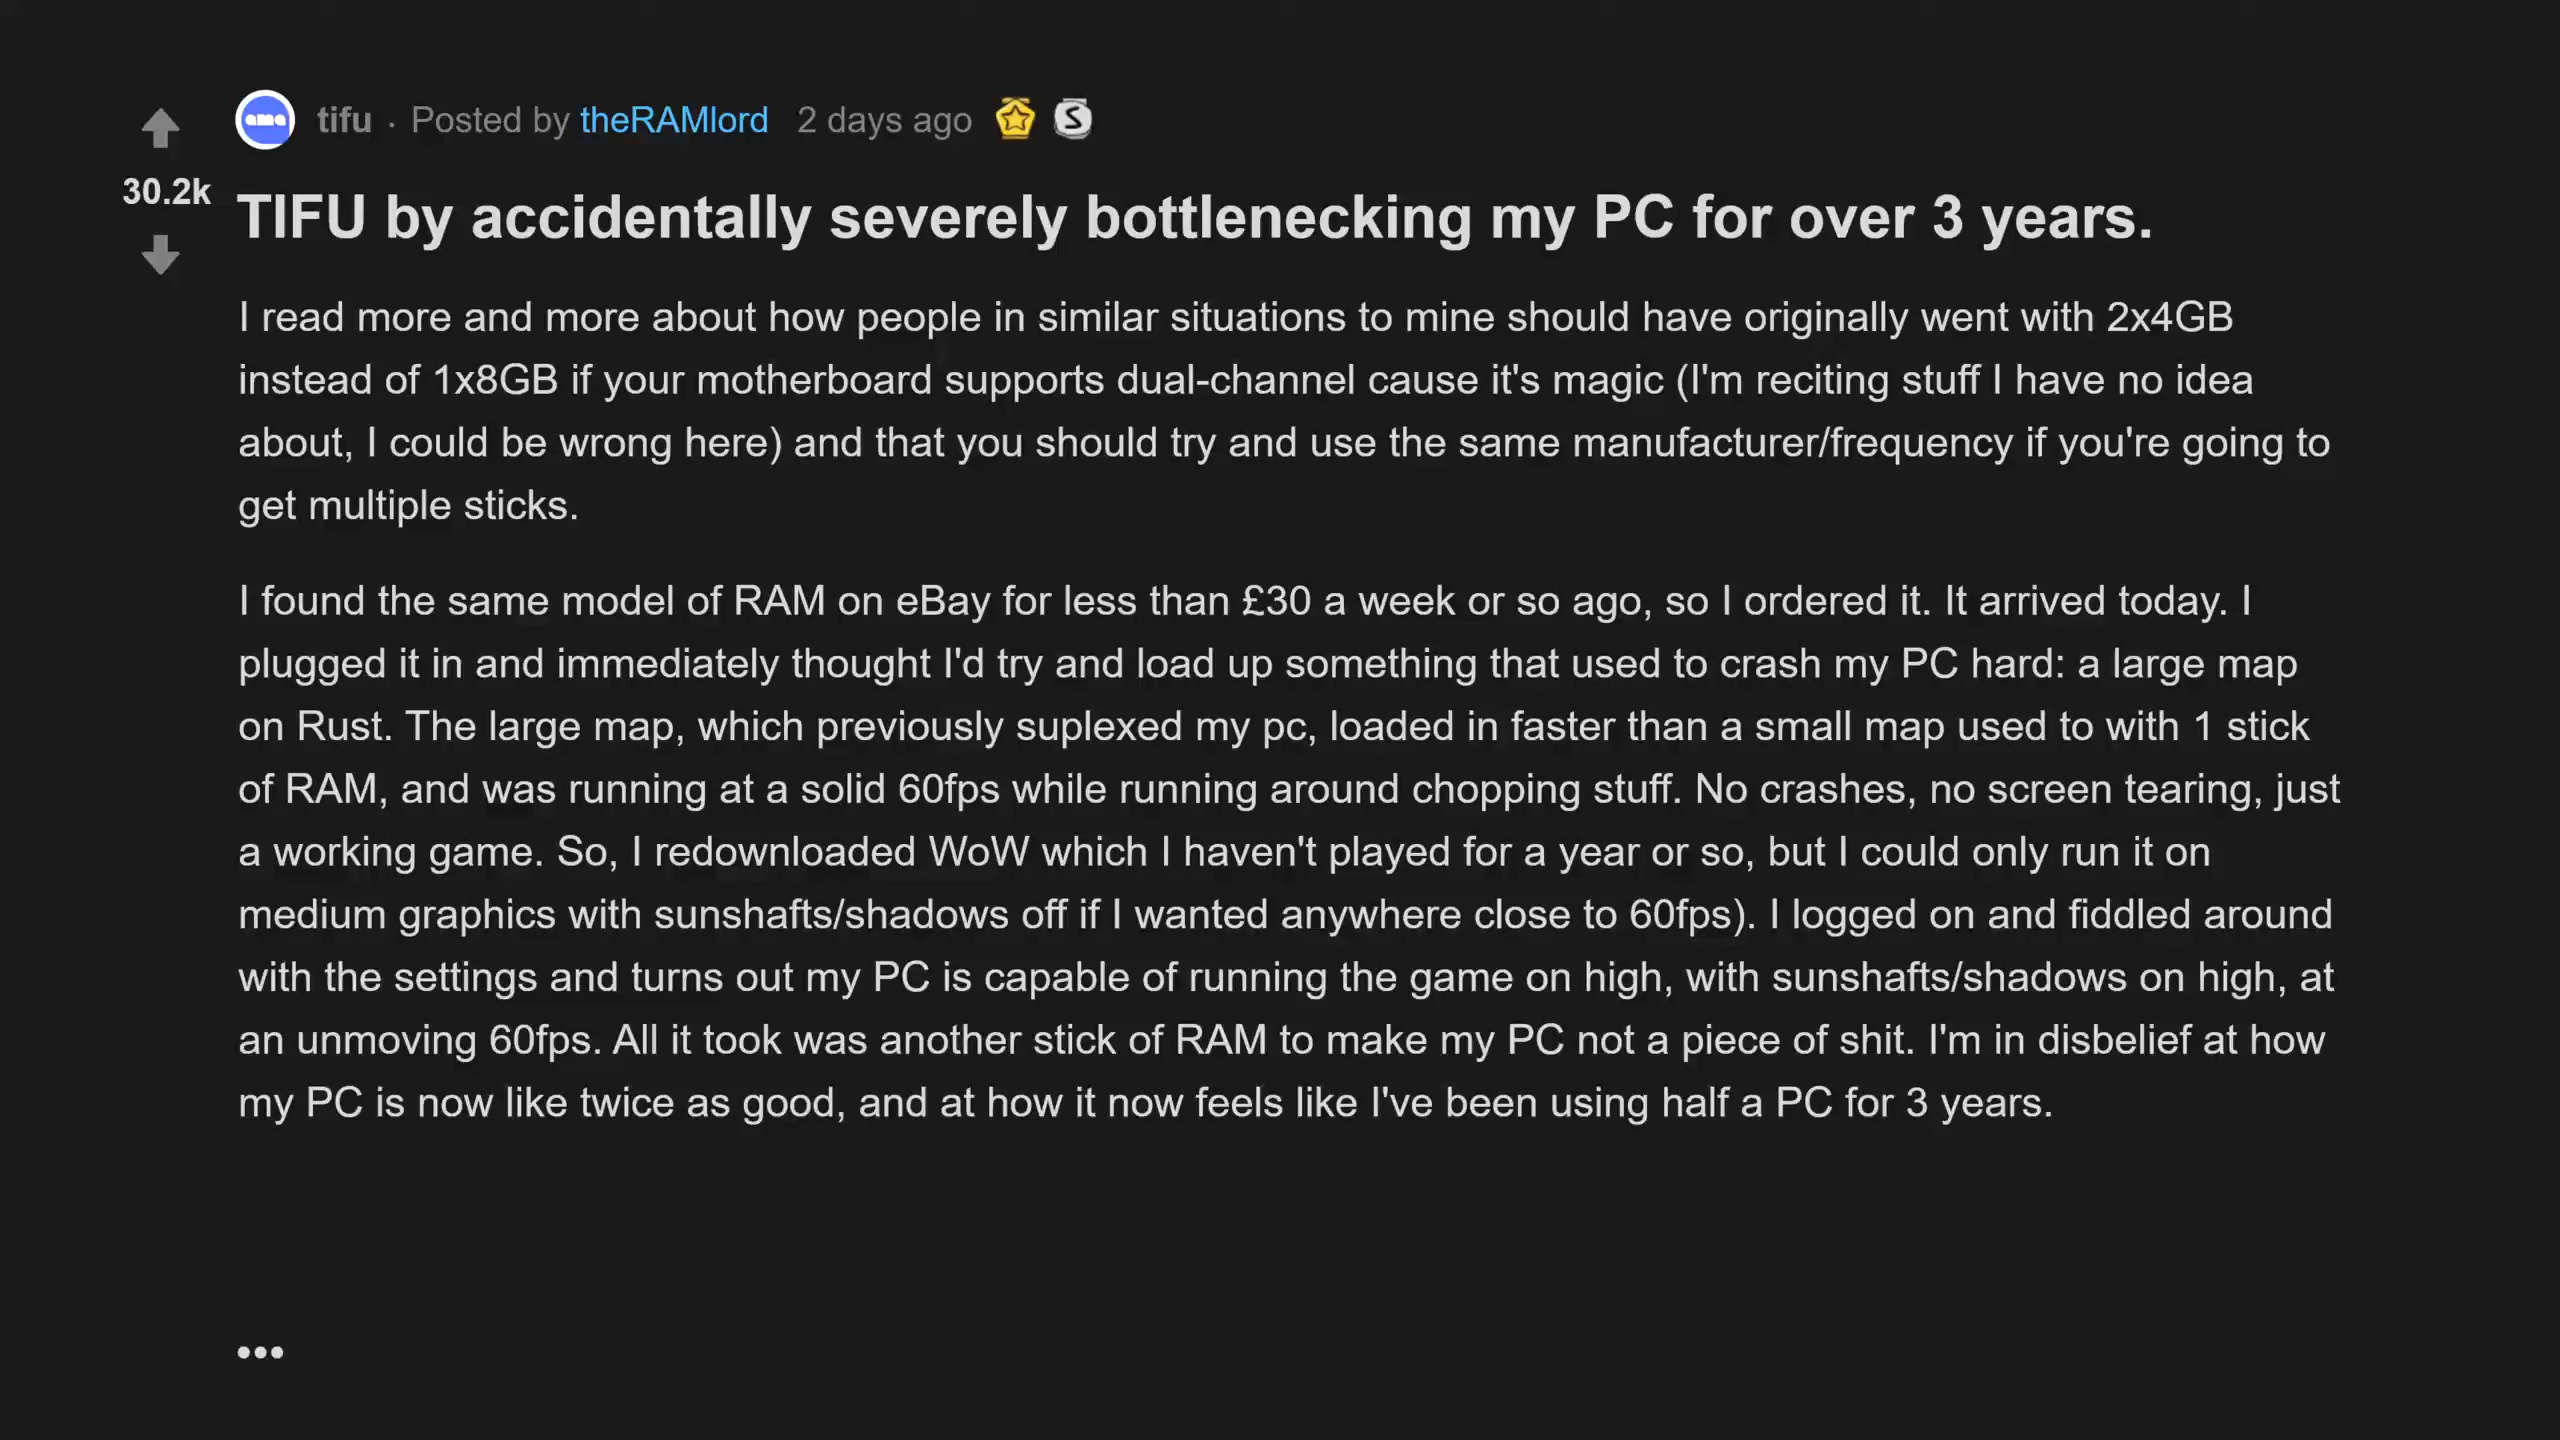 ama tifu · Posted by theRAMlord 2 days ago S
30.2k
TIFU by accidentally severely bottlenecking my PC for over 3 years.
I read more and more about how people in similar situations to mine should have originally went with 2x4GB
instead of 1x8GB if your motherboard supports dual-channel cause it's magic (I'm reciting stuff I have no idea
about, I could be wrong here) and that you should try and use the same manufacturer/frequency if you're going to
get multiple sticks.
I found the same model of RAM on eBay for less than £30 a week or so ago, so I ordered it. It arrived today. I
plugged it in and immediately thought I'd try and load up something that used to crash my PC hard: a large map
on Rust. The large map, which previously suplexed my pc, loaded in faster than a small map used to with 1 stick
of RAM, and was running at a solid 60fps while running around chopping stuff. No crashes, no screen tearing, just
a working game. So, I redownloaded WoW which I haven't played for a year or so, but I could only run it on
medium graphics with sunshafts/shadows off if I wanted anywhere close to 60fps). I logged on and fiddled around
with the settings and turns out my PC is capable of running the game on high, with sunshafts/shadows on high, at
an unmoving 60fps. All it took was another stick of RAM to make my PC not a piece of shit. I'm in disbelief at how
my PC is now like twice as good, and at how it now feels like I've been using half a PC for 3 years.
•••